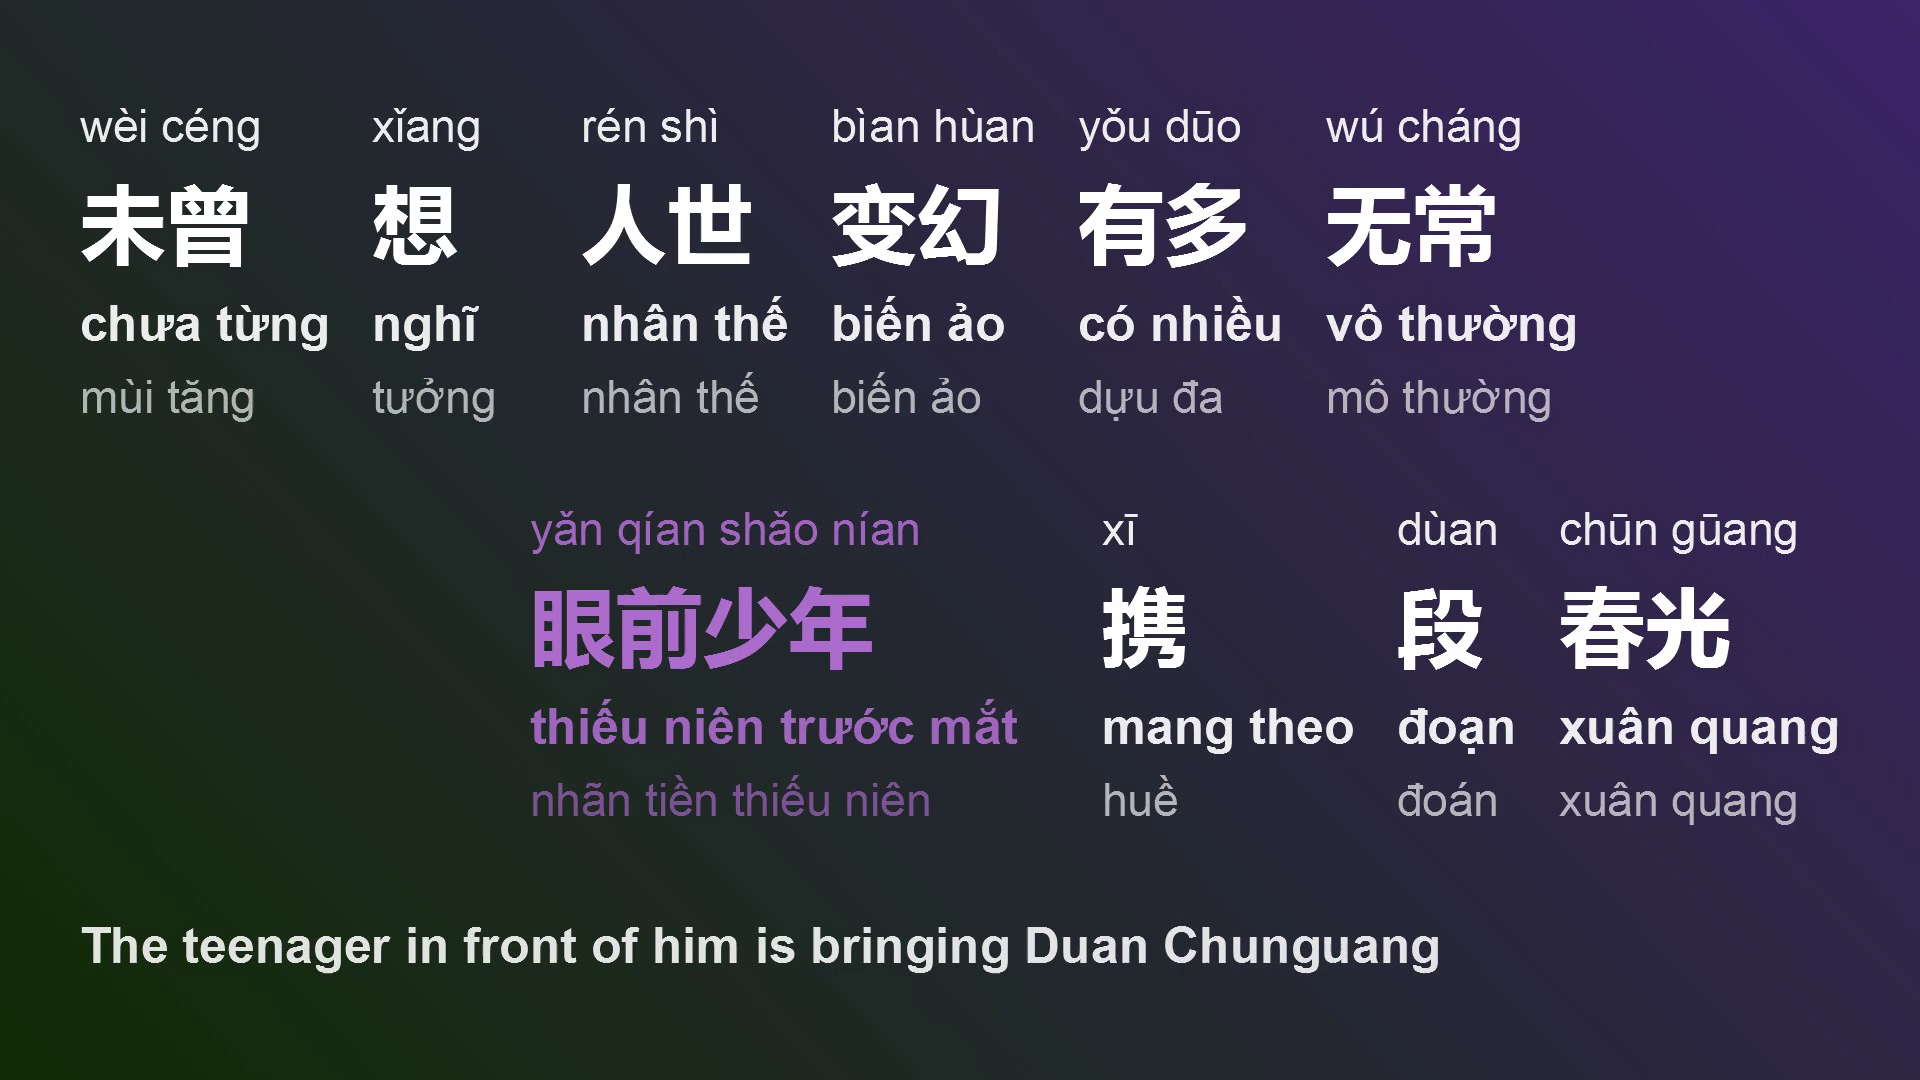 wèi céng xǐang rén shì bìan hùan yǒu dūo wú cháng
未曾 想 人世 变幻 有多 无常
chưa từng nghĩ nhân thế biến ảo có nhiều vô thường
mùi tăng tưởng nhân thế biến ảo dựu đa mô thường
yǎn qían shǎo nían xī dùan chūn gūang
眼前少年 携 段 春光
thiếu niên trước mắt mang theo đoạn xuân quang
nhãn tiền thiếu niên huề đoán xuân quang
The teenager in front of him is bringing Duan Chunguang